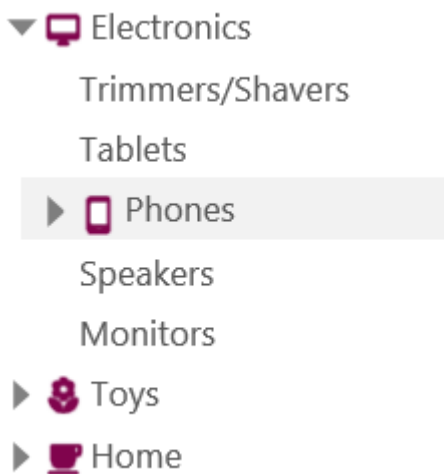 Electronics
Trimmers/Shavers
Tablets
Phones
Speakers
Monitors
Toys
Home